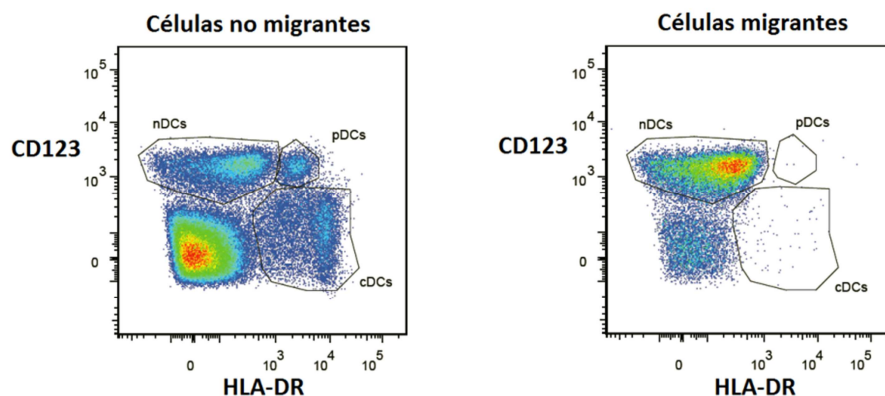 Células no migrantes
10^5
10^4
10^3
0
CD123
nDCs
pDCs
cDCs
0
10^3
10^4
10^5
HLA-DR
Células migrantes
10^5
10^4
10^3
0
CD123
nDCs
pDCs
cDCs
0
10^3
10^4
10^5
HLA-DR